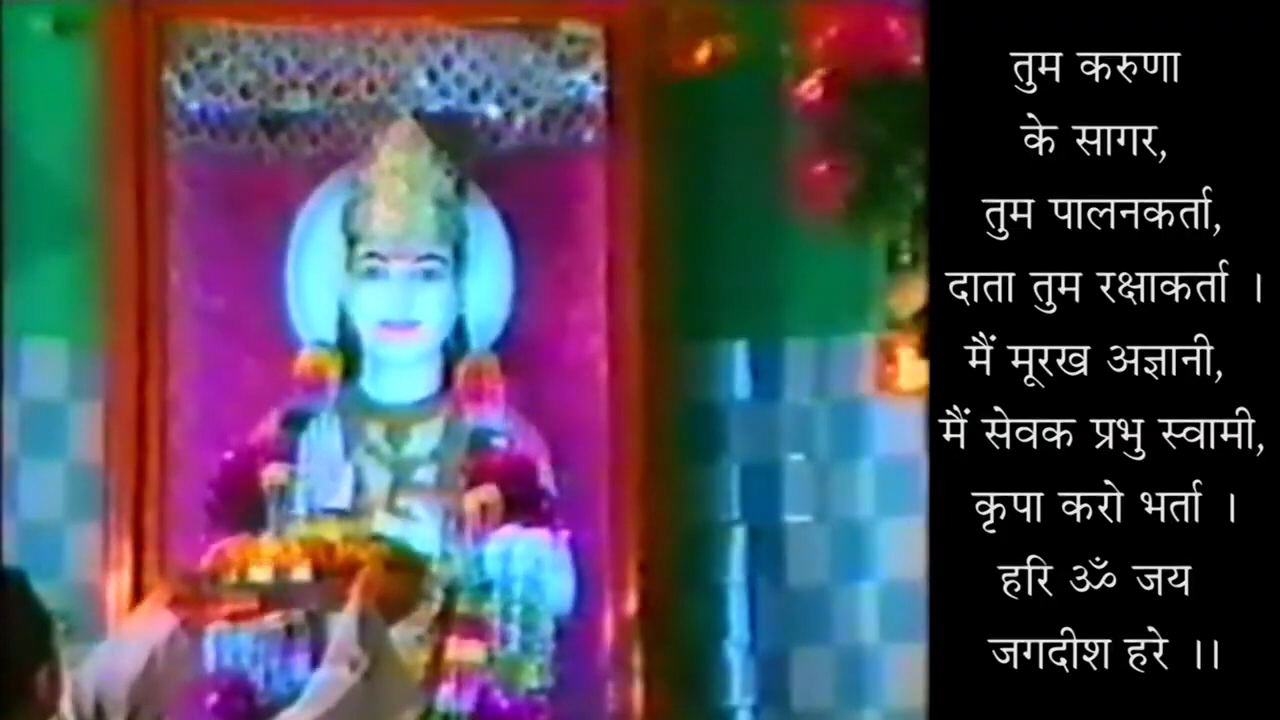 तुम करुणा
के सागर,
तुम पालनकर्ता,
दाता तुम रक्षाकर्ता ।
मैं मूरख अज्ञानी,
मैं सेवक प्रभु स्वामी,
कृपा करो भर्ता ।
हरि ॐ जय
जगदीश हरे ।।